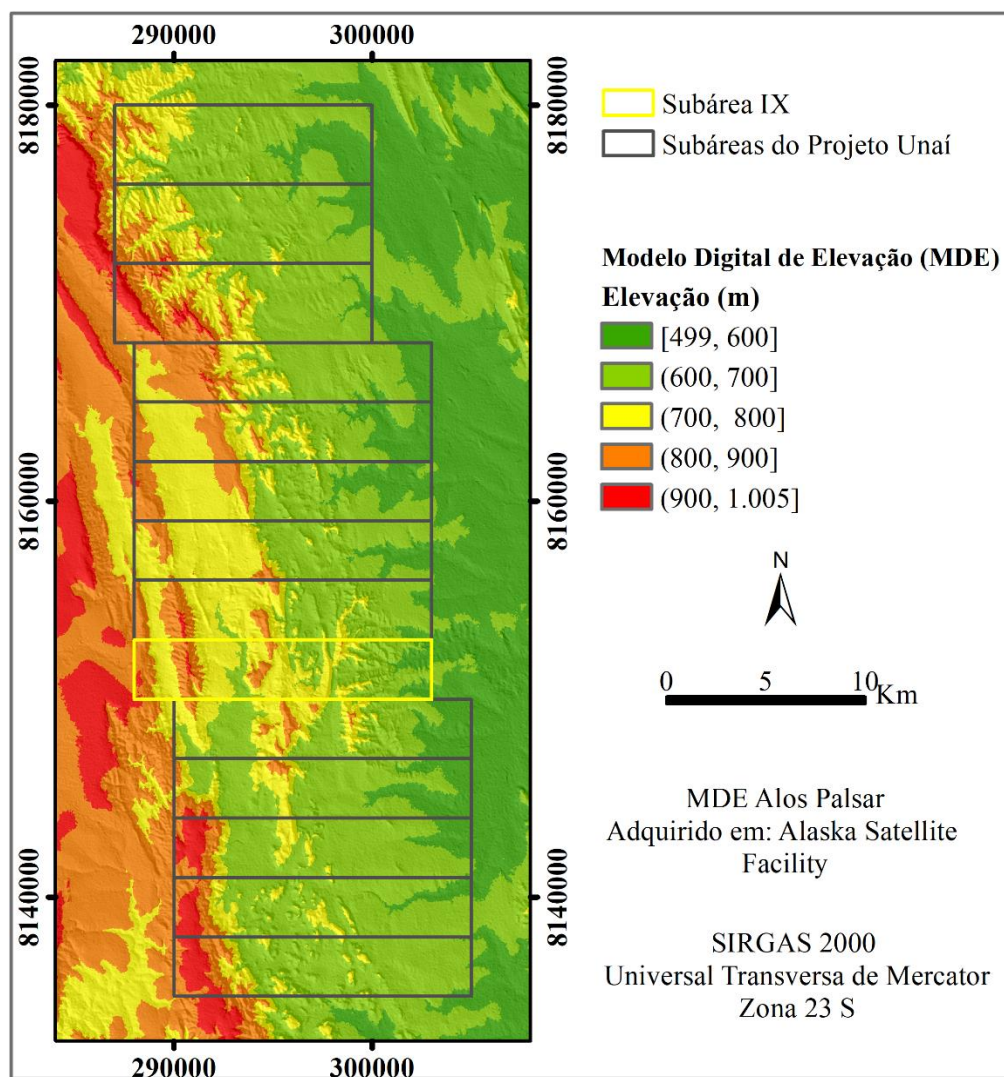 290000 300000
8180000 8180000
8160000 8160000
8140000 8140000
290000 300000
Subárea IX
Subáreas do Projeto Unaí
Modelo Digital de Elevação (MDE)
Elevação (m)
[499, 600]
(600, 700]
(700, 800]
(800, 900]
(900, 1.005]
N
0 5 10
Km
MDE Alos Palsar
Adquirido em: Alaska Satellite
Facility
SIRGAS 2000
Universal Transversa de Mercator
Zona 23 S